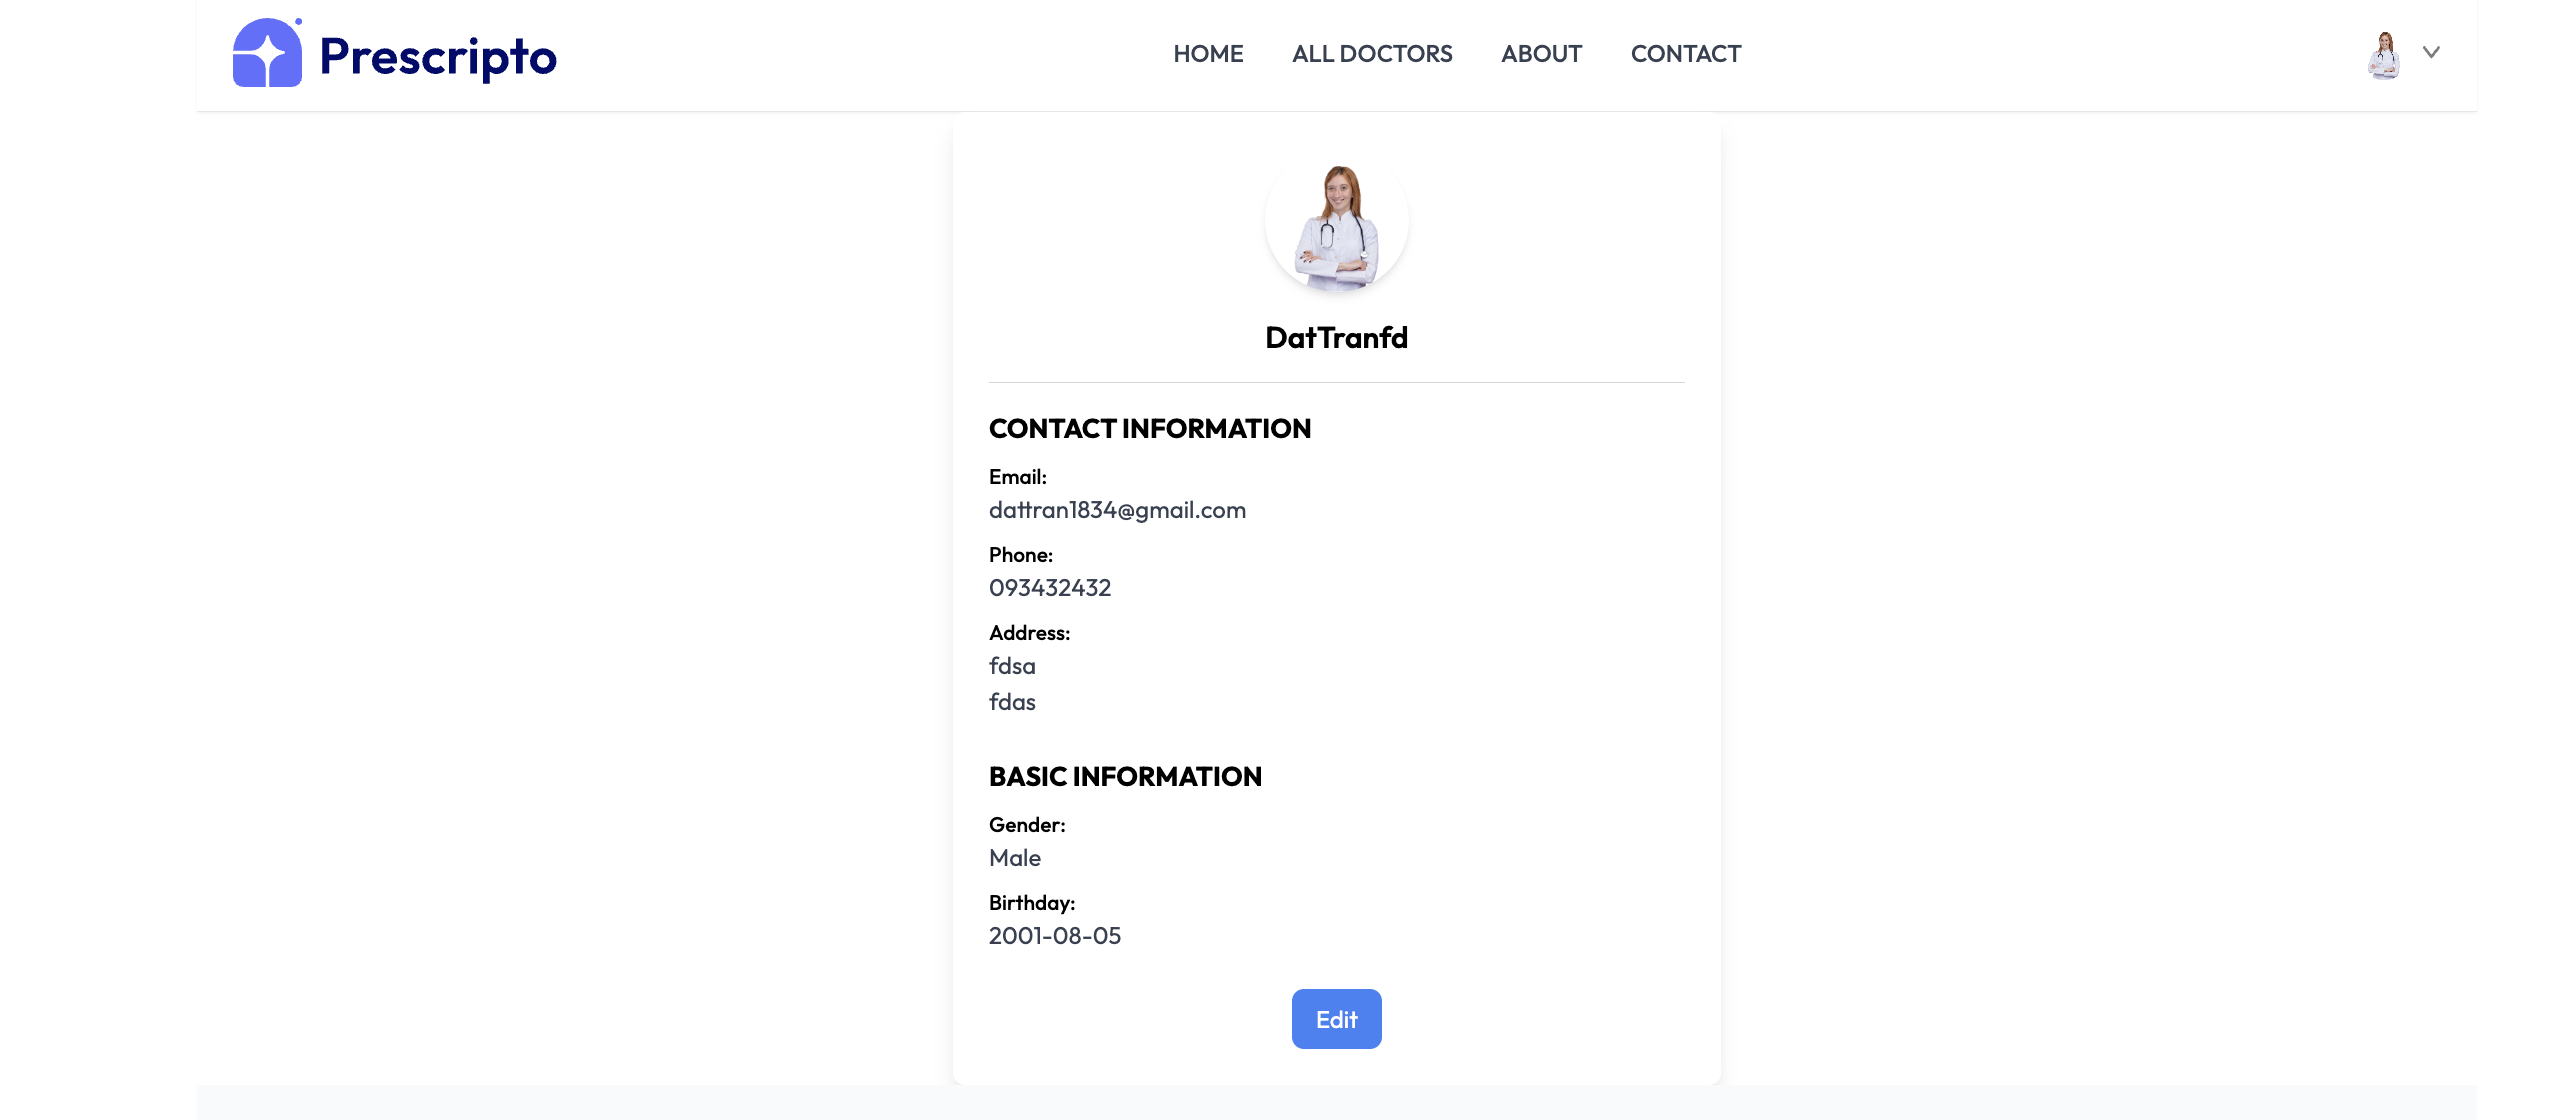 Prescripto
HOME ALL DOCTORS ABOUT CONTACT
DatTranfd
CONTACT INFORMATION
Email:
dattran1834@gmail.com
Phone:
093432432
Address:
fdsa
fdas
BASIC INFORMATION
Gender:
Male
Birthday:
2001-08-05
Edit